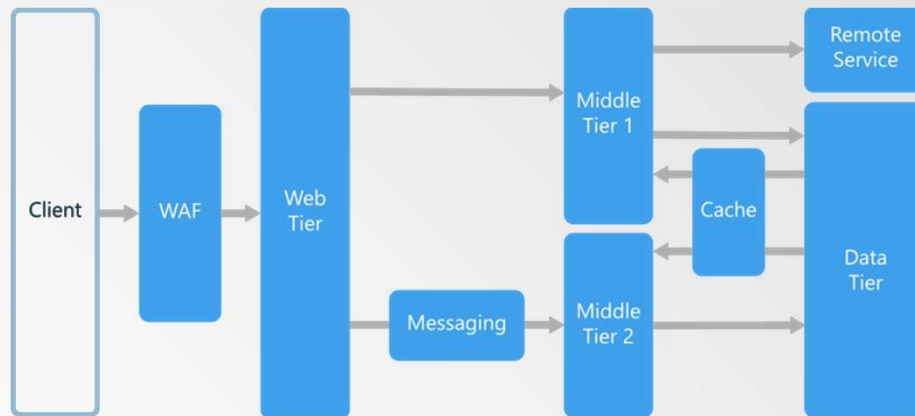 Client
WAF
Web
Tier
Messaging
Middle
Tier 1
Middle
Tier 2
Cache
Remote
Service
Data
Tier